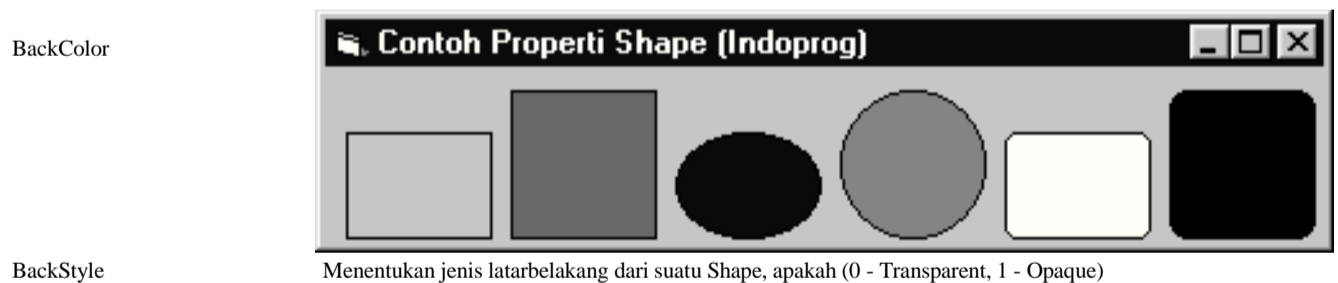 BackColor
Contoh Properti Shape (Indoprog)
BackStyle
Menentukan jenis latarbelakang dari suatu Shape, apakah (0 - Transparent, 1 - Opaque)